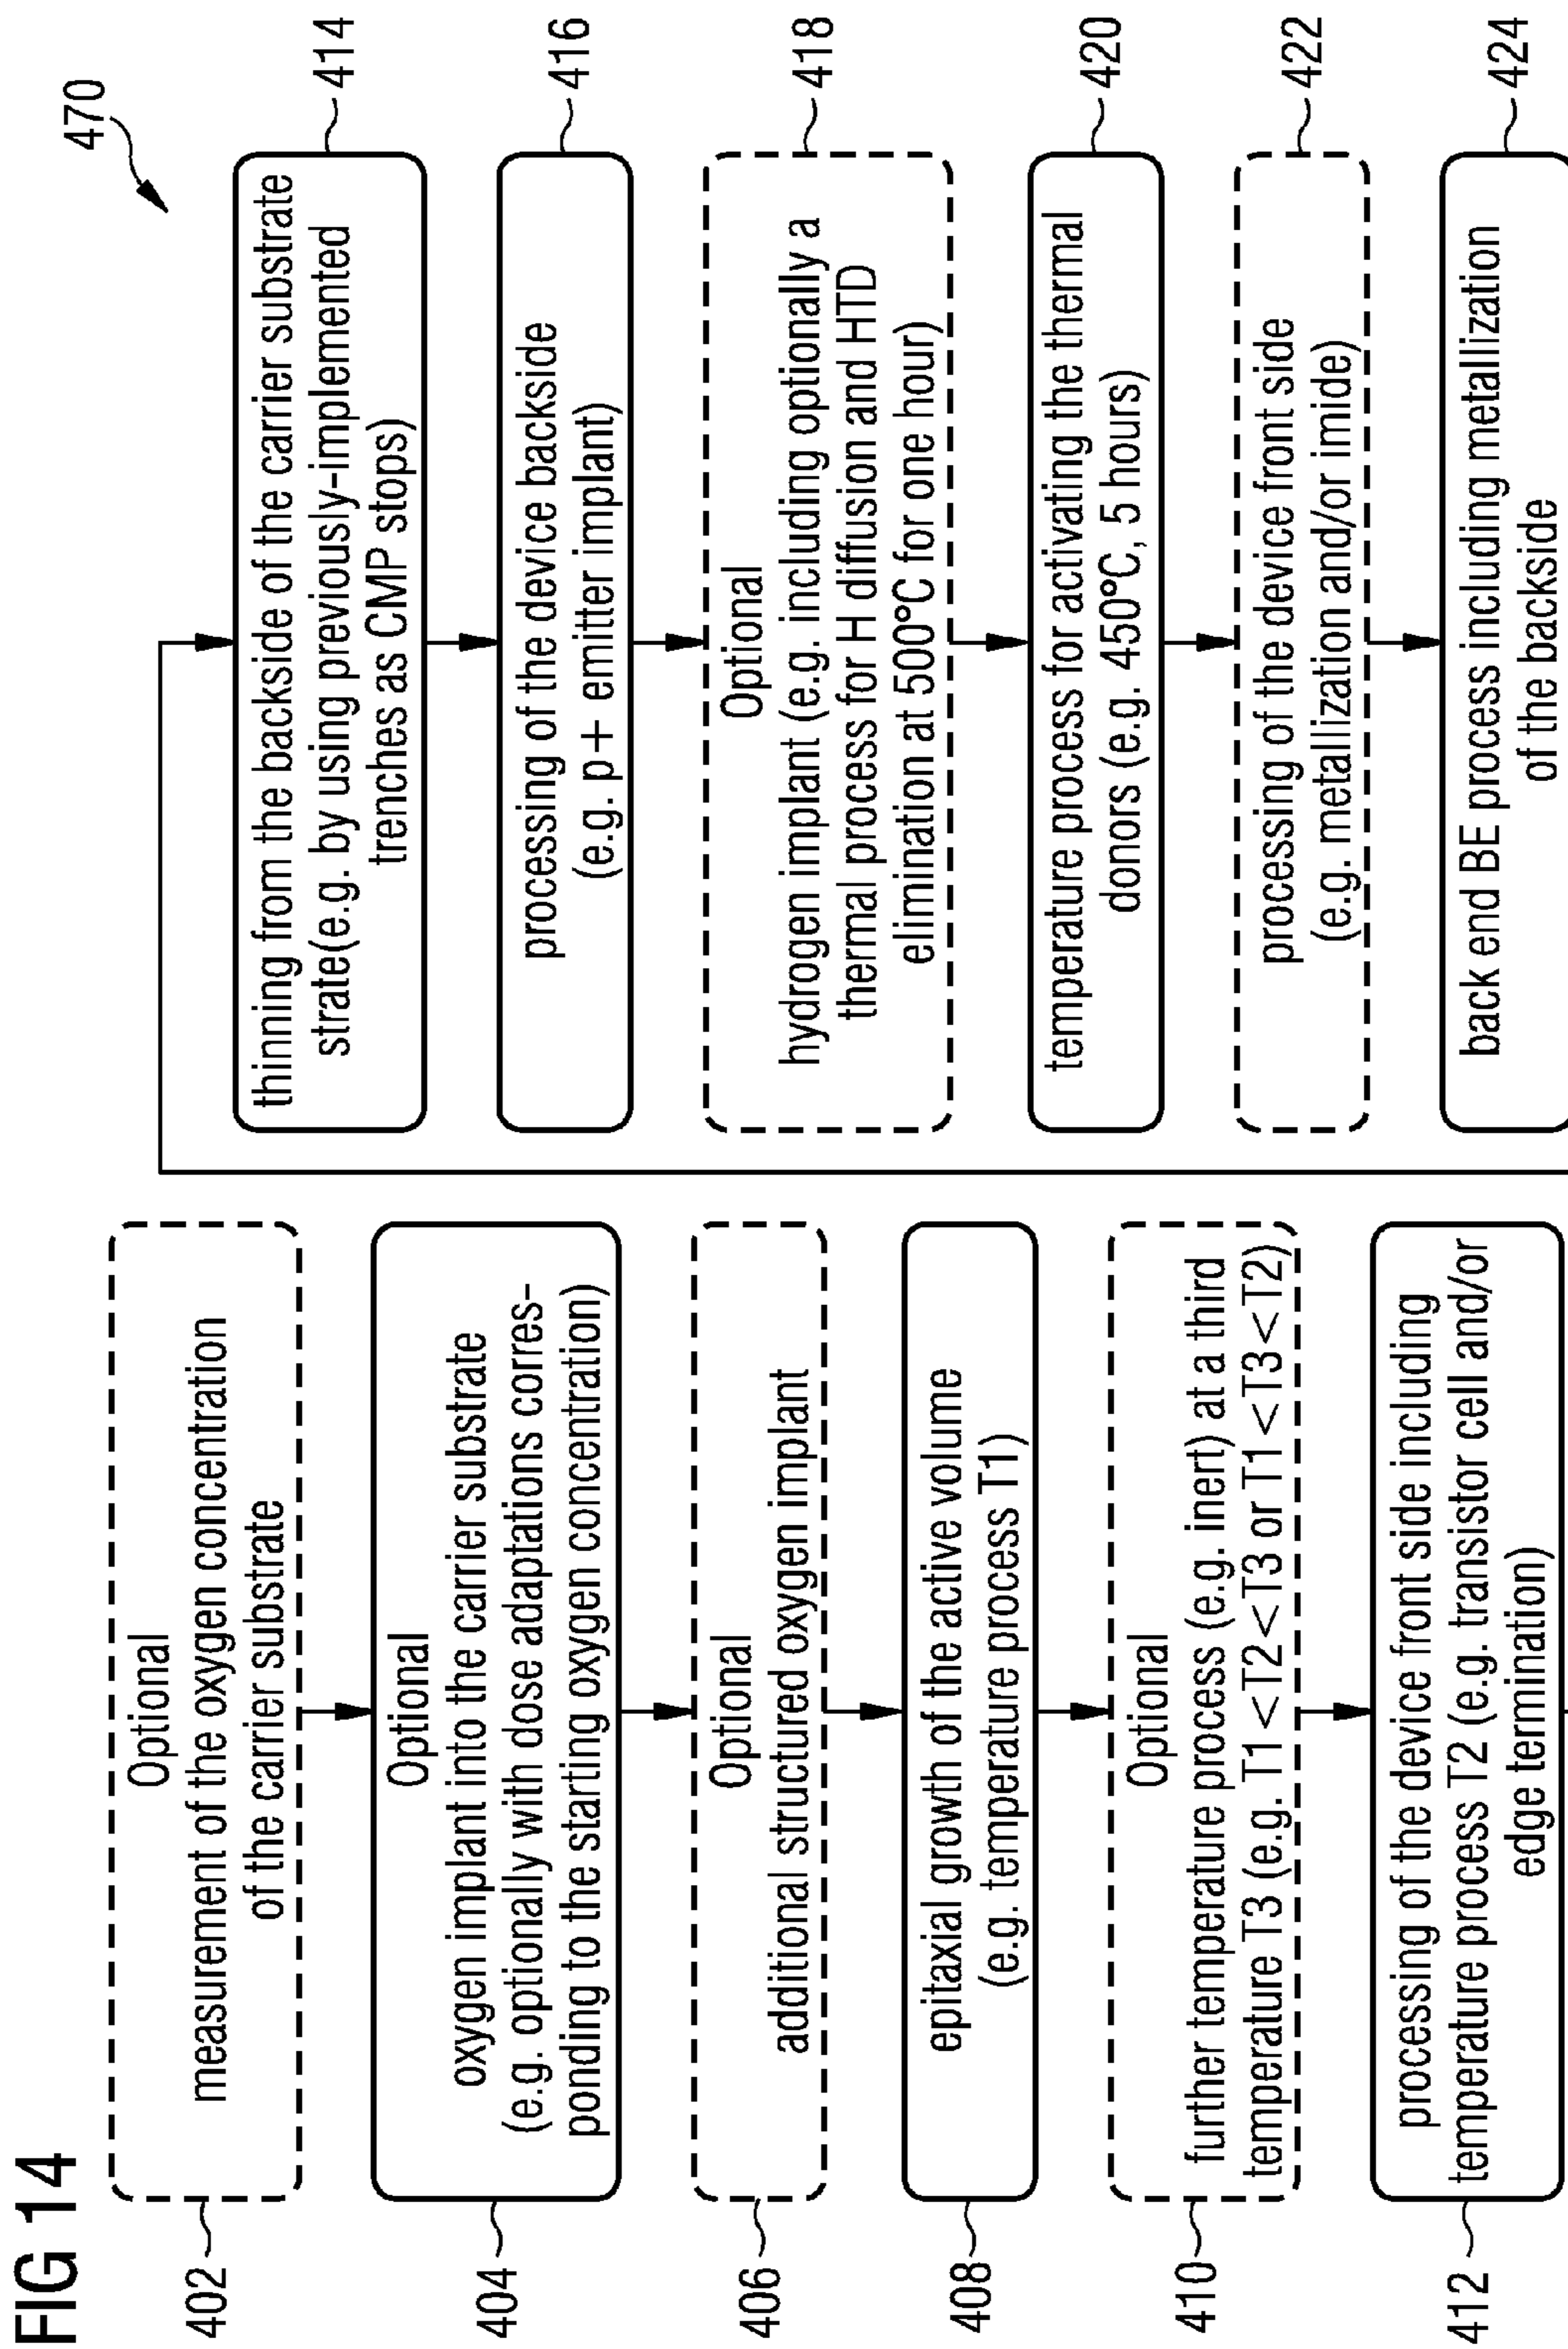 FIG 14
470
402
Optional
measurement of the oxygen concentration
of the carrier substrate
404
Optional
oxygen implant into the carrier substrate
(e.g. optionally with dose adaptations corres-
ponding to the starting oxygen concentration)
406
Optional
additional structured oxygen implant
408
epitaxial growth of the active volume
(e.g. temperature process T1)
410
Optional
further temperature process (e.g. inert) at a third
temperature T3 (e.g. T1<T2<T3 or T1<T3<T2)
412
processing of the device front side including
temperature process T2 (e.g. transistor cell and/or
edge termination)
414
thinning from the backside of the carrier substrate
strate(e.g. by using previously-implemented
trenches as CMP stops)
416
processing of the device backside
(e.g. p+ emitter implant)
418
Optional
hydrogen implant (e.g. including optionally a
thermal process for H diffusion and HTD
elimination at 500°C for one hour)
420
temperature process for activating the thermal
donors (e.g. 450°C, 5 hours)
422
processing of the device front side
(e.g. metallization and/or imide)
424
back end BE process including metallization
of the backside